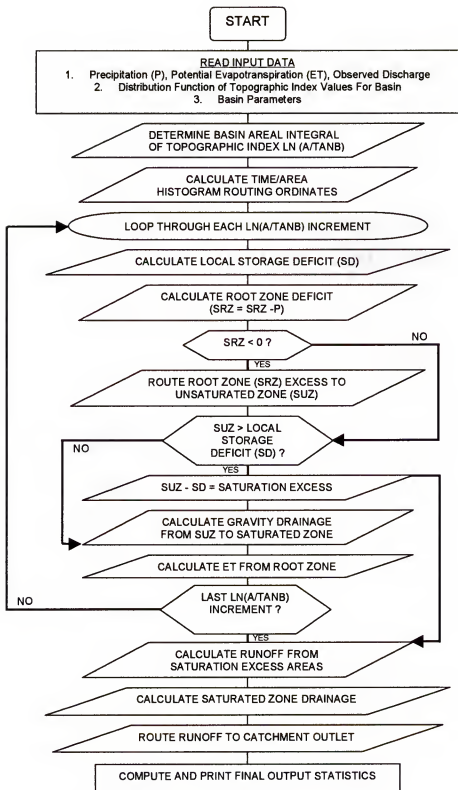 START
READ INPUT DATA
1. Precipitation (P), Potential Evapotranspiration (ET), Observed Discharge
2. Distribution Function of Topographic Index Values For Basin
3. Basin Parameters
DETERMINE BASIN AREAL INTEGRAL
OF TOPOGRAPHIC INDEX LN (A/TANB)
CALCULATE TIME/AREA
HISTOGRAM ROUTING ORDINATES
LOOP THROUGH EACH LN(A/TANB) INCREMENT
CALCULATE LOCAL STORAGE DEFICIT (SD)
CALCULATE ROOT ZONE DEFICIT
(SRZ = SRZ -P)
SRZ < 0 ?
NO
YES
ROUTE ROOT ZONE (SRZ) EXCESS TO
UNSATURATED ZONE (SUZ)
SUZ > LOCAL
STORAGE
DEFICIT (SD) ?
NO
YES
SUZ - SD = SATURATION EXCESS
CALCULATE GRAVITY DRAINAGE
FROM SUZ TO SATURATED ZONE
CALCULATE ET FROM ROOT ZONE
LAST LN(A/TANB)
INCREMENT ?
NO
YES
CALCULATE RUNOFF FROM
SATURATION EXCESS AREAS
CALCULATE SATURATED ZONE DRAINAGE
ROUTE RUNOFF TO CATCHMENT OUTLET
COMPUTE AND PRINT FINAL OUTPUT STATISTICS